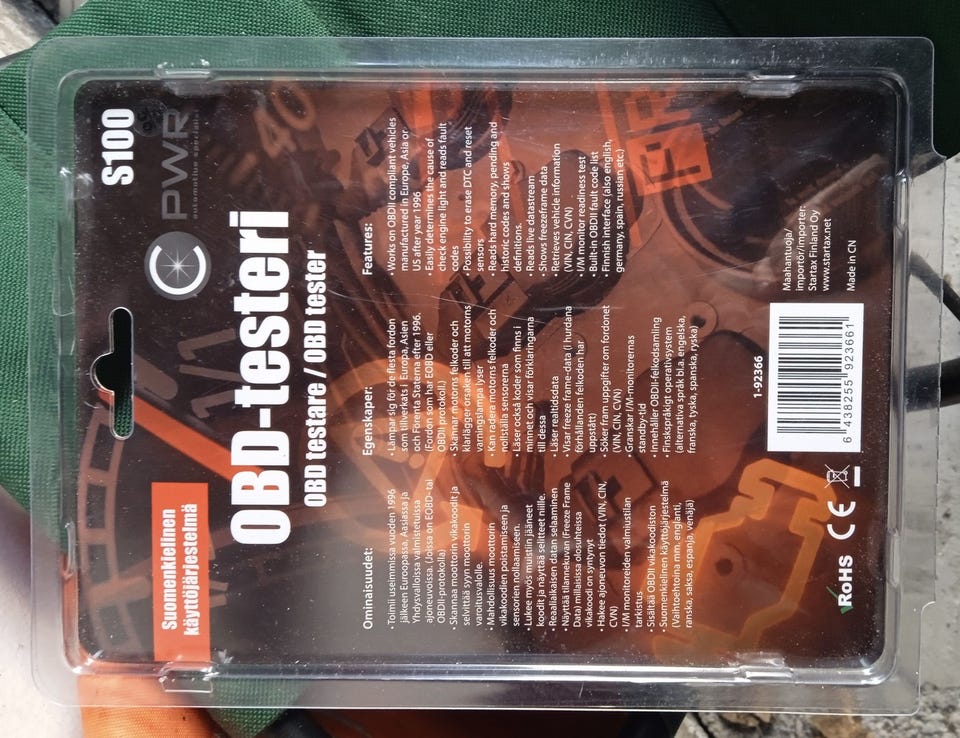 Suomenkielinen
käyttöjärjestelmä
S100
PWR
automotive operations
OBD-testeri
OBD testare / OBD tester
Ominaisuudet:
• Toimii useimmissa vuoden 1996
jälkeen Euroopassa, Aasiassa ja
Yhdysvalloissa valmistetuissa
ajoneuvoissa. (Joissa on EOBD- tai
OBDII-protokolla)
• Skannaa moottorin vikakoodit ja
selvittää syyn moottorin
varoitusvalolle.
• Mahdollisuus moottorin
vikakoodien poistamiseen ja
sensorien nollaamiseen.
• Lukee myös muistiin jääneet
koodit ja näyttää selitteet niille.
• Reaaliaikaisen datan selaaminen
• Näyttää tilannekuvan (Freeze Frame
Data) millaisissa olosuhteissa
vikakoodi on syntynyt
• Hakee ajoneuvon tiedot (VIN, CIN,
CVN)
• I/M monitoreiden valmiustilan
tarkistus
• Sisältää OBDII vikakoodiston
• Suomenkielinen käyttöjärjestelmä
(Vaihtoehtoina mm. englanti,
ranska, saksa, espanja, venäjä)
Egenskaper:
• Lämpar sig för de flesta fordon
som tillverkats i Europa, Asien
och Förenta Staterna efter 1996.
(Fordon som har EOBD eller
OBDII protokoll.)
• Skannar motorns felkoder och
klarlägger orsaken till att motorns
varningslampa lyser
• Kan radera motorns felkoder och
nollställa sensorerna
• Läser också koder som finns i
minnet och visar förklaringarna
till dessa
• Läser realtidsdata
• Visar freeze frame-data (i hurdana
förhållanden felkoden har
uppstått)
• Söker fram uppgifter om fordonet
(VIN, CIN, CVN)
• Granskar I/M-monitorernas
standby-tid
• Innehåller OBDII-felkodsamling
• Finskspråkigt operativsystem
(alternativa språk bl.a. engelska,
franska, tyska, spanska, ryska)
Features:
• Works on OBDII compliant vehicles
manufactured in Europe, Asia or
US after year 1996
• Easily determines the cause of
check engine light and reads fault
codes
• Possibility to erase DTC and reset
sensors
• Reads hard memory, pending and
historic codes and shows
definitions.
• Reads live datastream
• Shows freezeframe data
• Retrieves vehicle information
(VIN, CIN, CVN)
• I/M monitor readiness test
• Built-in OBDII fault code list
• Finnish interface (also english,
germany, spain, russian etc.)
RoHS
CE
1-92366
6 438255 923661
Maahantuoja/
importör/importer:
Startax Finland Oy
www.startax.net
Made in CN